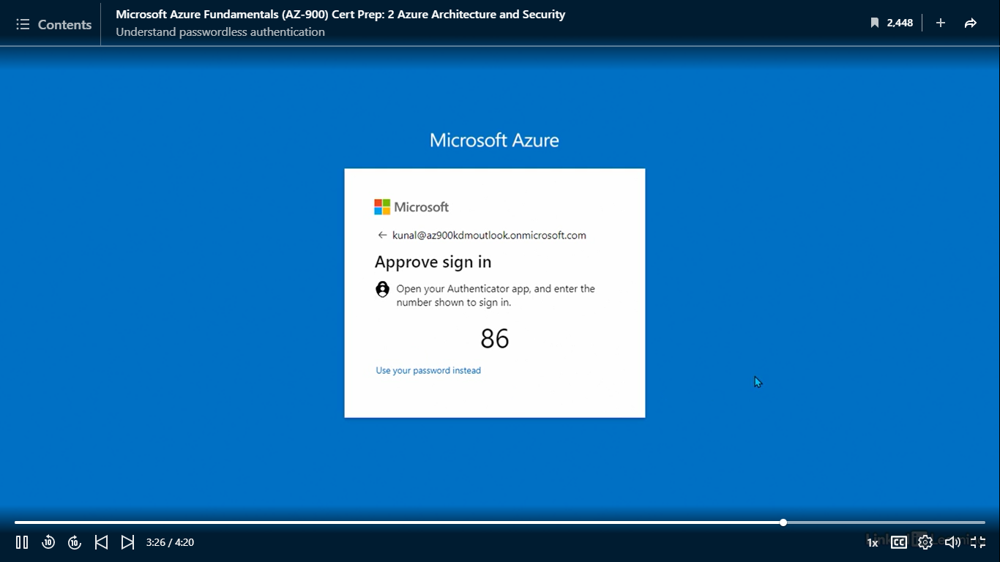 Contents
Microsoft Azure Fundamentals (AZ-900) Cert Prep: 2 Azure Architecture and Security
Understand passwordless authentication
2,448
Microsoft Azure
Microsoft
kunal@az900kdmoutlook.onmicrosoft.com
Approve sign in
Open your Authenticator app, and enter the
number shown to sign in.
86
Use your password instead
10
10
3:26 / 4:20
1x
CC